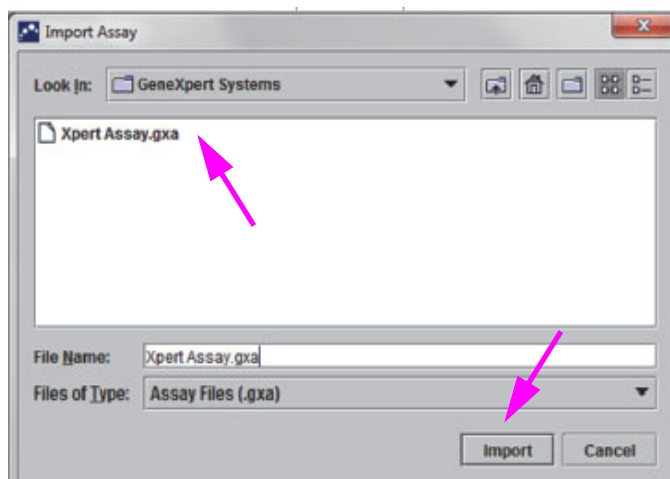 Import Assay
Look In: GeneXpert Systems
Xpert Assay.gxa
File Name: Xpert Assay.gxa
Files of Type: Assay Files (.gxa)
Import Cancel